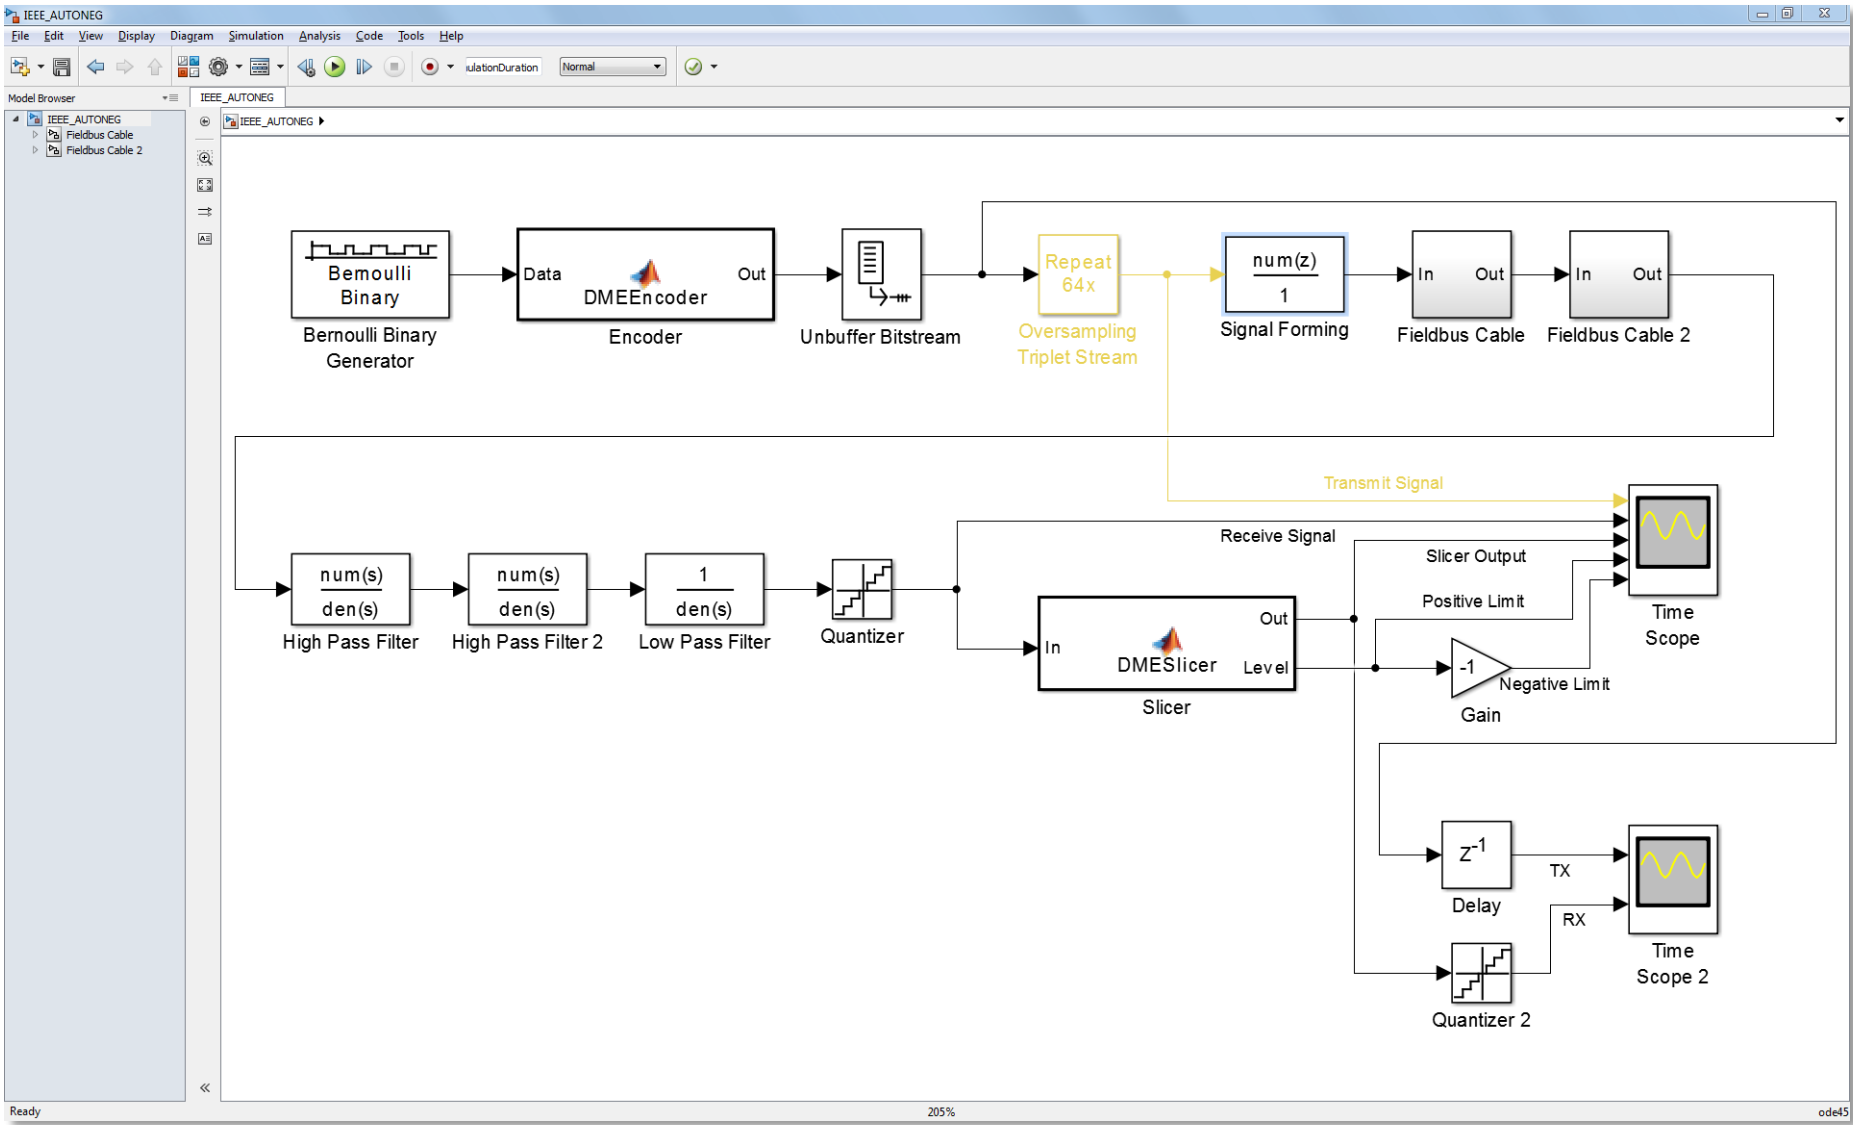 IEEE_AUTONEG
File Edit View Display Diagram Simulation Analysis Code Tools Help
ulationDuration Normal
Model Browser
IEEE_AUTONEG
IEEE_AUTONEG
Fieldbus Cable
Fieldbus Cable 2
IEEE_AUTONEG
Bernoulli
Binary
Bernoulli Binary
Generator
Data DMEEncoder Out
Encoder
Unbuffer Bitstream
Repeat
64x
Oversampling
Triplet Stream
num(z)
1
Signal Forming
In Out
Fieldbus Cable
In Out
Fieldbus Cable 2
Transmit Signal
Receive Signal
Slicer Output
Positive Limit
Negative Limit
Time
Scope
num(s)
den(s)
High Pass Filter
num(s)
den(s)
High Pass Filter 2
1
den(s)
Low Pass Filter
Quantizer
In DMESlicer Out
Level
Slicer
-1
Gain
z-1
Delay
TX
RX
Time
Scope 2
Quantizer 2
Ready 205% ode45